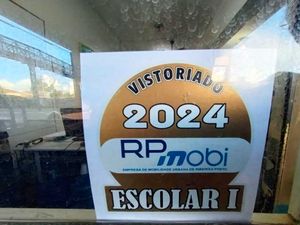 VISTORIADO
2024
RPmobi
EMPRESA DE MOBILIDADE URBANA DE RIBEIRÃO PRETO
ESCOLAR I